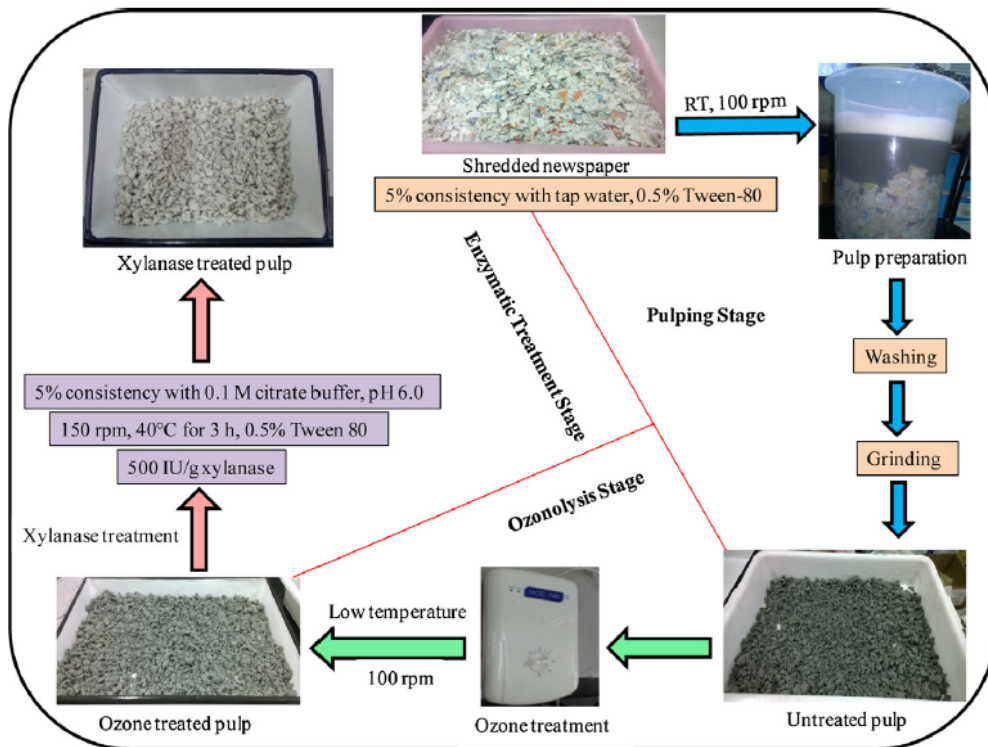 Shredded newspaper
5% consistency with tap water, 0.5% Tween-80
RT, 100 rpm
Pulp preparation
Pulping Stage
Washing
Grinding
Untreated pulp
Ozonolysis Stage
Ozone treatment
Low temperature
100 rpm
Ozone treated pulp
Enzymatic Treatment Stage
Xylanase treatment
500 IU/g xylanase
150 rpm, 40°C for 3 h, 0.5% Tween 80
5% consistency with 0.1 M citrate buffer, pH 6.0
Xylanase treated pulp